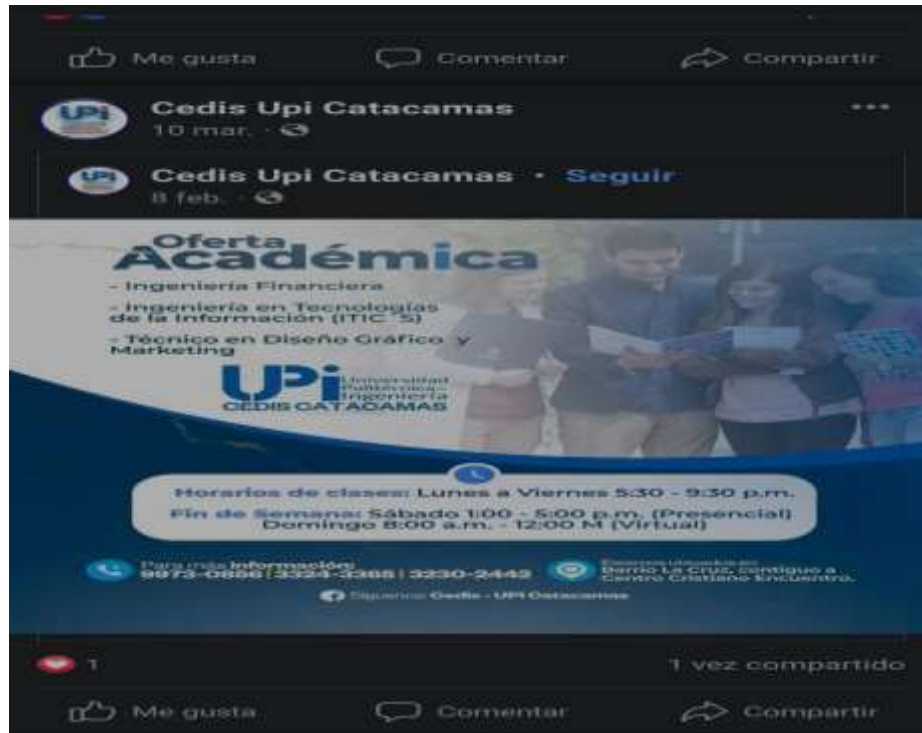 Me gusta Comentar Compartir
Cedis Upi Catacamas
10 mar.
Cedis Upi Catacamas · Seguir
8 feb.
Oferta
Académica
- Ingeniería Financiera
- Ingeniería en Tecnologías
de la Información (ITIC´S)
- Técnico en Diseño Gráfico y
Marketing
UPi Universidad
Politécnica
Ingeniería
CEDIS CATACAMAS
Horarios de clases: Lunes a Viernes 5:30 - 9:30 p.m.
Fin de Semana: Sábado 1:00 - 5:00 p.m. (Presencial)
Domingo 8:00 a.m. - 12:00 M (Virtual)
Para más información:
9973-0856 | 3324-3365 | 3230-2442
Estamos ubicados en
Barrio La Cruz, contiguo a
Centro Cristiano Encuentro.
Síguenos: Cedis - UPI Catacamas
1 1 vez compartido
Me gusta Comentar Compartir